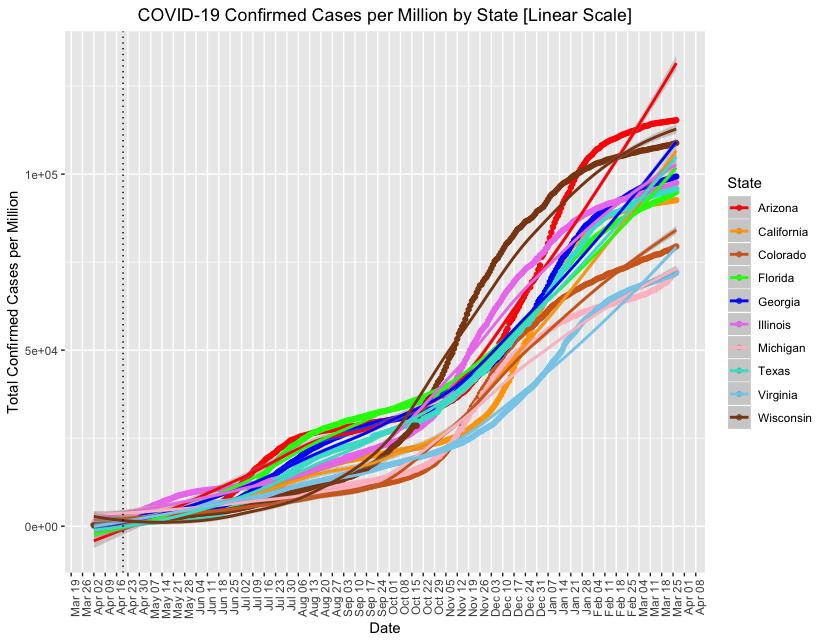 COVID-19 Confirmed Cases per Million by State [Linear Scale]
Total Confirmed Cases per Million
1e+05
5e+04
0e+00
Mar 19
Mar 26
Apr 02
Apr 09
Apr 16
Apr 23
Apr 30
May 07
May 14
May 21
May 28
Jun 04
Jun 11
Jun 18
Jun 25
Jul 02
Jul 09
Jul 16
Jul 23
Jul 30
Aug 06
Aug 13
Aug 20
Aug 27
Sep 03
Sep 10
Sep 17
Sep 24
Oct 01
Oct 08
Oct 15
Oct 22
Oct 29
Nov 05
Nov 12
Nov 19
Nov 26
Dec 03
Dec 10
Dec 17
Dec 24
Dec 31
Jan 07
Jan 14
Jan 21
Jan 28
Feb 04
Feb 11
Feb 18
Feb 25
Mar 04
Mar 11
Mar 18
Mar 25
Apr 01
Apr 08
Date
State
Arizona
California
Colorado
Florida
Georgia
Illinois
Michigan
Texas
Virginia
Wisconsin